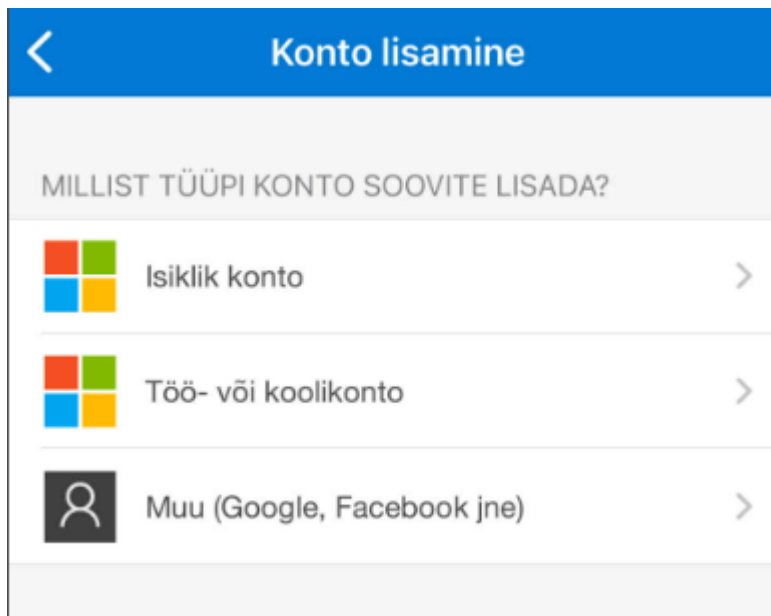 Konto lisamine
MILLIST TÜÜPI KONTO SOOVITE LISADA?
Isiklik konto
Töö- või koolikonto
Muu (Google, Facebook jne)